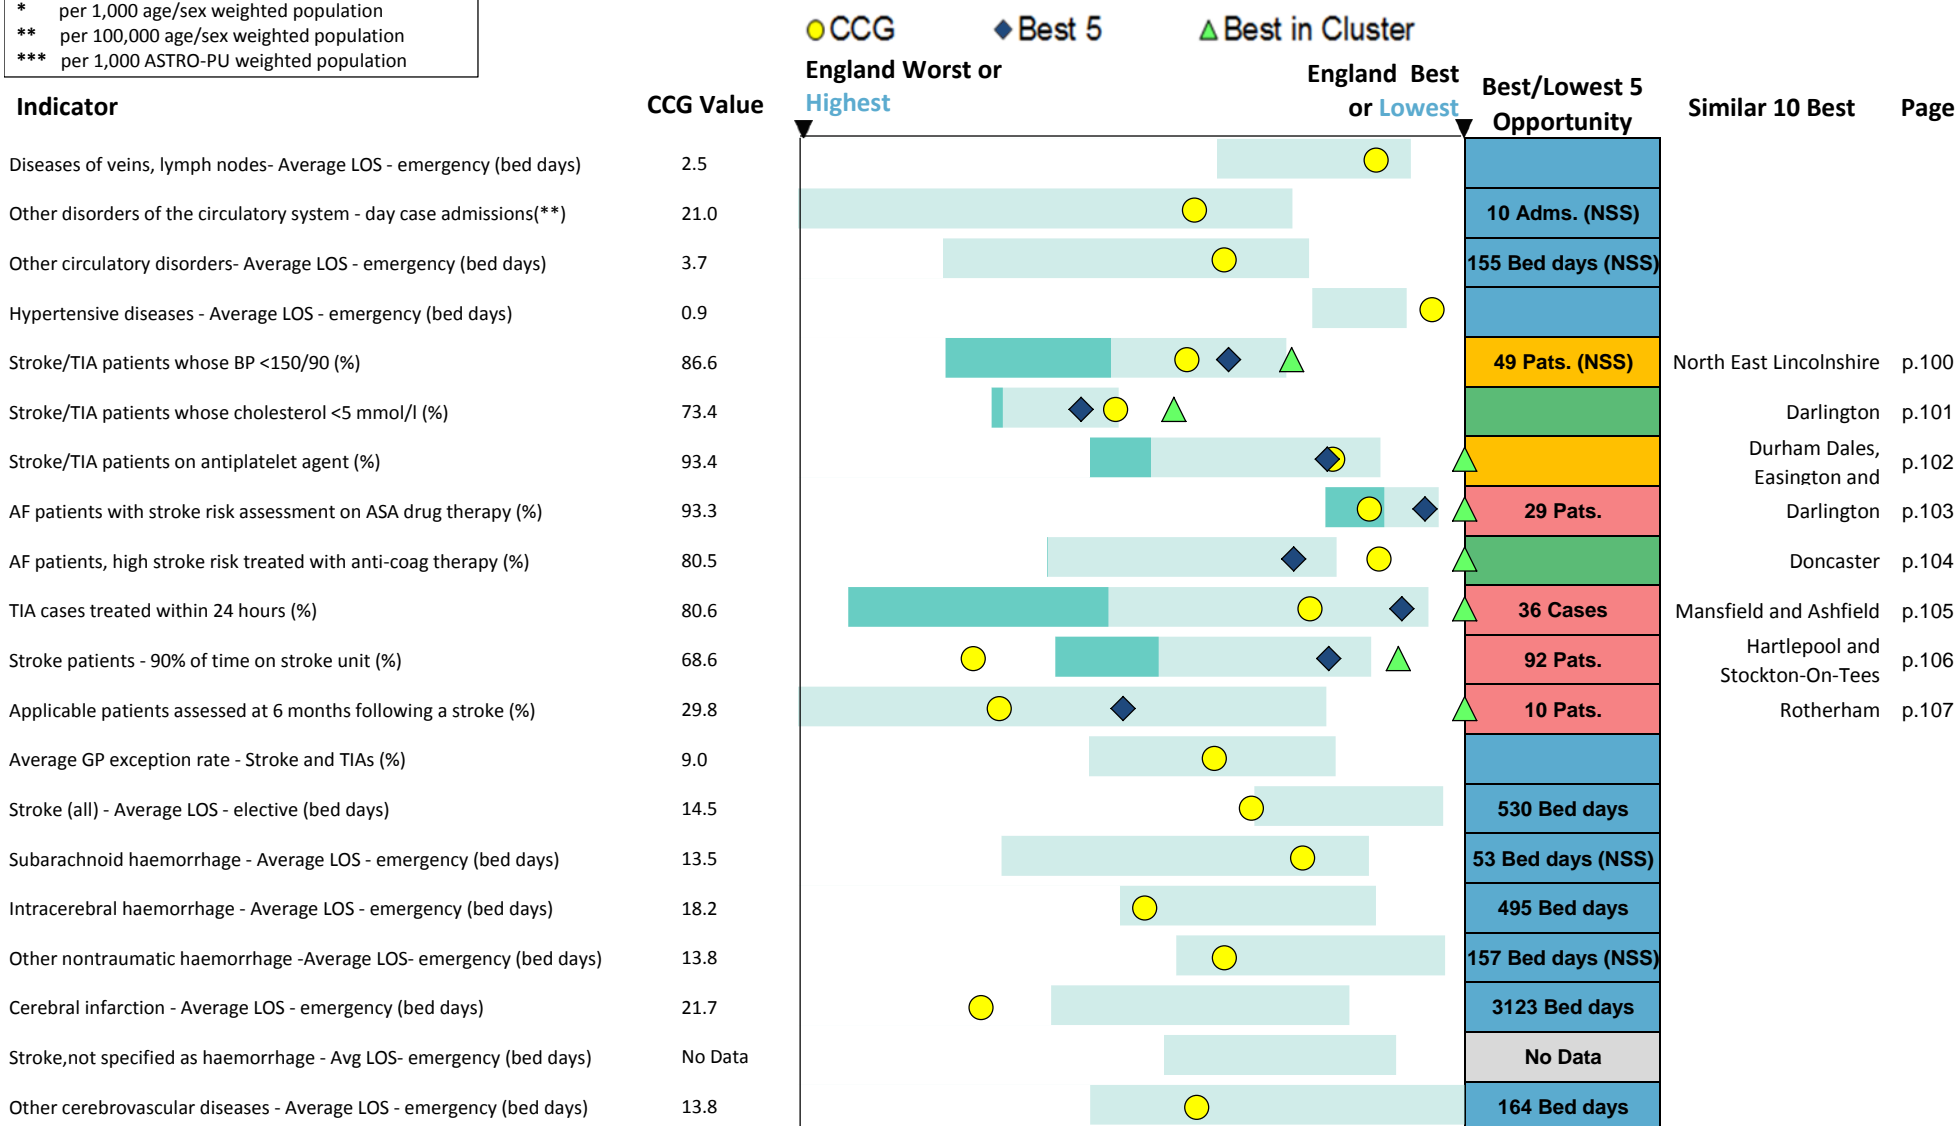 * per 1,000 age/sex weighted population
** per 100,000 age/sex weighted population
*** per 1,000 ASTRO-PU weighted population
CCG Best 5 Best in Cluster
Indicator CCG Value England Worst or Highest England Best or Lowest Best/Lowest 5 Opportunity Similar 10 Best Page
Diseases of veins, lymph nodes- Average LOS - emergency (bed days) 2.5
Other disorders of the circulatory system - day case admissions(**) 21.0 10 Adms. (NSS)
Other circulatory disorders- Average LOS - emergency (bed days) 3.7 155 Bed days (NSS)
Hypertensive diseases - Average LOS - emergency (bed days) 0.9
Stroke/TIA patients whose BP <150/90 (%) 86.6 49 Pats. (NSS) North East Lincolnshire p.100
Stroke/TIA patients whose cholesterol <5 mmol/l (%) 73.4 Darlington p.101
Stroke/TIA patients on antiplatelet agent (%) 93.4 Durham Dales, Easington and p.102
AF patients with stroke risk assessment on ASA drug therapy (%) 93.3 29 Pats. Darlington p.103
AF patients, high stroke risk treated with anti-coag therapy (%) 80.5 Doncaster p.104
TIA cases treated within 24 hours (%) 80.6 36 Cases Mansfield and Ashfield p.105
Stroke patients - 90% of time on stroke unit (%) 68.6 92 Pats. Hartlepool and Stockton-On-Tees p.106
Applicable patients assessed at 6 months following a stroke (%) 29.8 10 Pats. Rotherham p.107
Average GP exception rate - Stroke and TIAs (%) 9.0
Stroke (all) - Average LOS - elective (bed days) 14.5 530 Bed days
Subarachnoid haemorrhage - Average LOS - emergency (bed days) 13.5 53 Bed days (NSS)
Intracerebral haemorrhage - Average LOS - emergency (bed days) 18.2 495 Bed days
Other nontraumatic haemorrhage -Average LOS- emergency (bed days) 13.8 157 Bed days (NSS)
Cerebral infarction - Average LOS - emergency (bed days) 21.7 3123 Bed days
Stroke,not specified as haemorrhage - Avg LOS- emergency (bed days) No Data No Data
Other cerebrovascular diseases - Average LOS - emergency (bed days) 13.8 164 Bed days